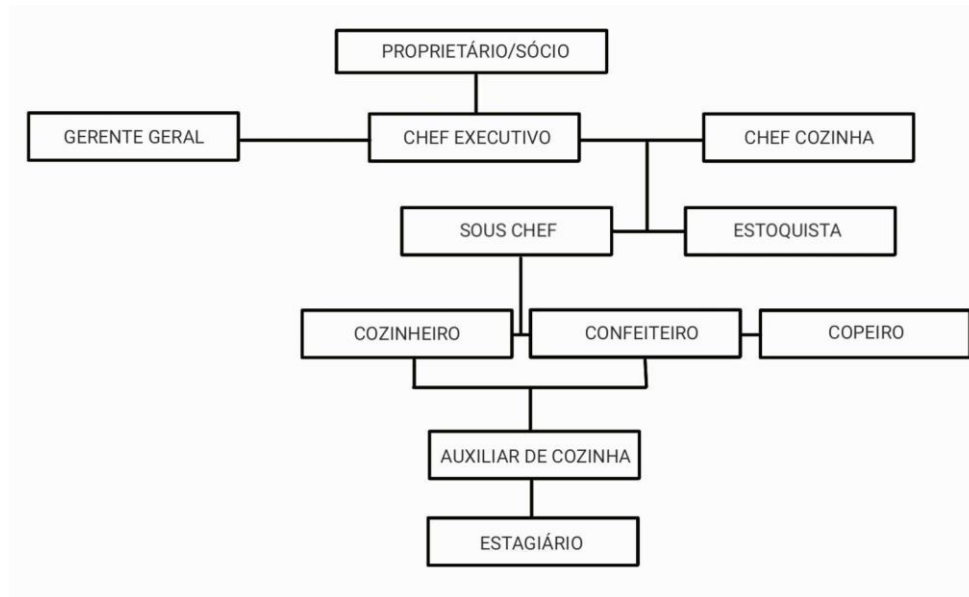 PROPRIETÁRIO/SÓCIO
GERENTE GERAL
CHEF EXECUTIVO
CHEF COZINHA
SOUS CHEF
ESTOQUISTA
COZINHEIRO
CONFEITEIRO
COPEIRO
AUXILIAR DE COZINHA
ESTAGIÁRIO